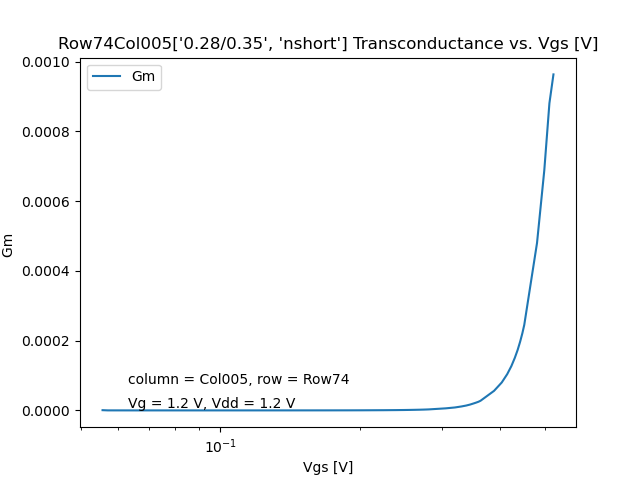 Row74Col005['0.28/0.35', 'nshort'] Transconductance vs. Vgs [V]
Gm
0.0010
0.0008
0.0006
0.0004
0.0002
0.0000
Gm
column = Col005, row = Row74
Vg = 1.2 V, Vdd = 1.2 V
10⁻¹
Vgs [V]